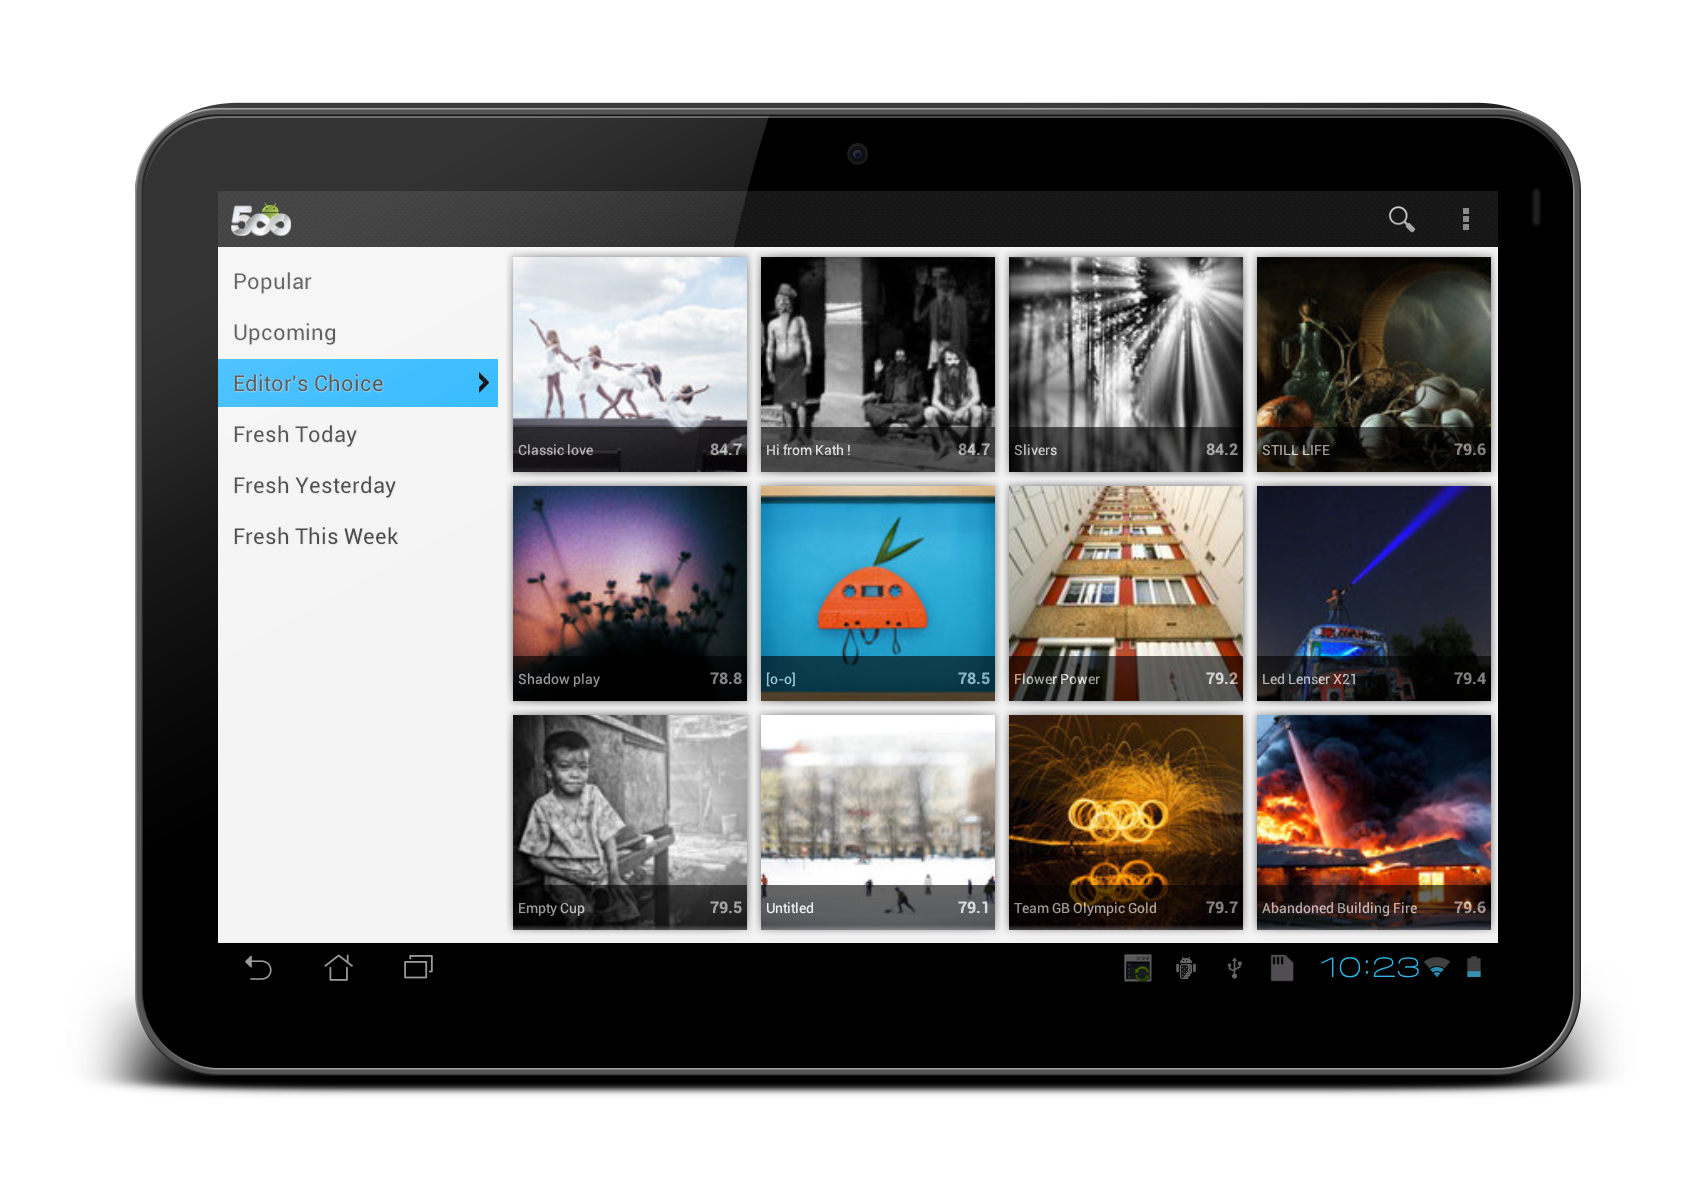 500
Popular
Upcoming
Editor's Choice
Fresh Today
Fresh Yesterday
Fresh This Week
Classic love 84.7
Hi from Kath ! 84.7
Slivers 84.2
STILL LIFE 79.6
Shadow play 78.8
[o-o] 78.5
Flower Power 79.2
Led Lenser X21 79.4
Empty Cup 79.5
Untitled 79.1
Team GB Olympic Gold 79.7
Abandoned Building Fire 79.6
10:23